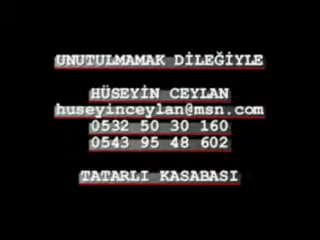 UNUTULMAMAK DİLEĞİYLE
HÜSEYİN CEYLAN
huseyinceylan@msn.com
0532 50 30 160
0543 95 48 602
TATARLI KASABASI